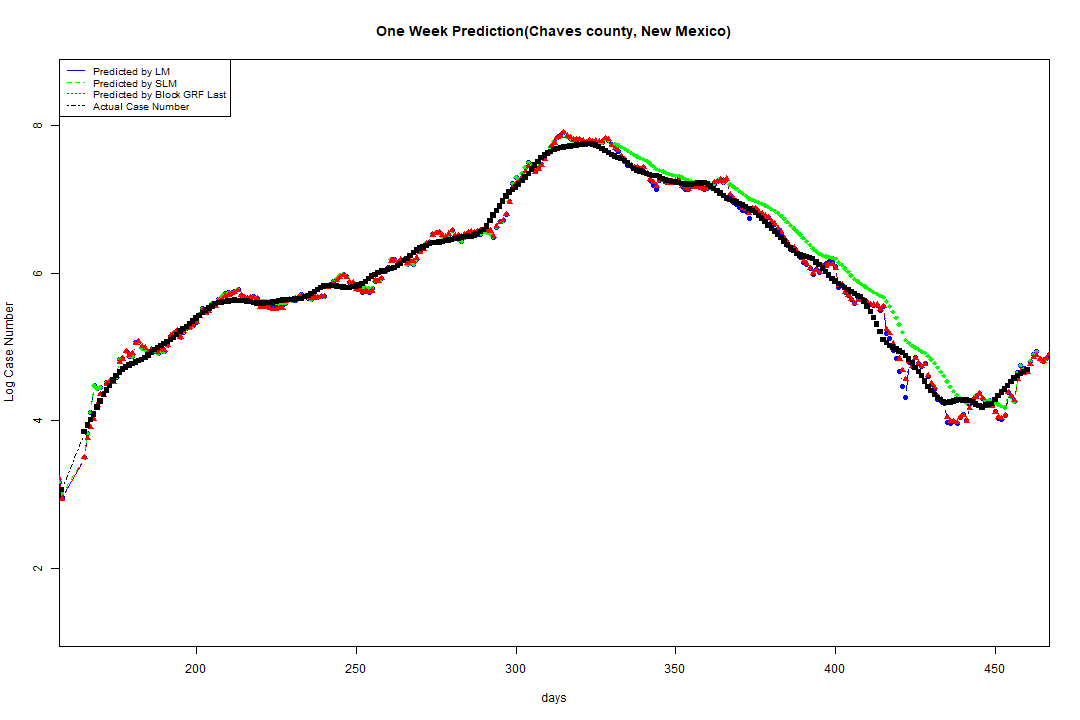 One Week Prediction(Chaves county, New Mexico)
Predicted by LM
Predicted by SLM
Predicted by Block GRF Last
Actual Case Number
8
6
4
2
Log Case Number
200 250 300 350 400 450
days